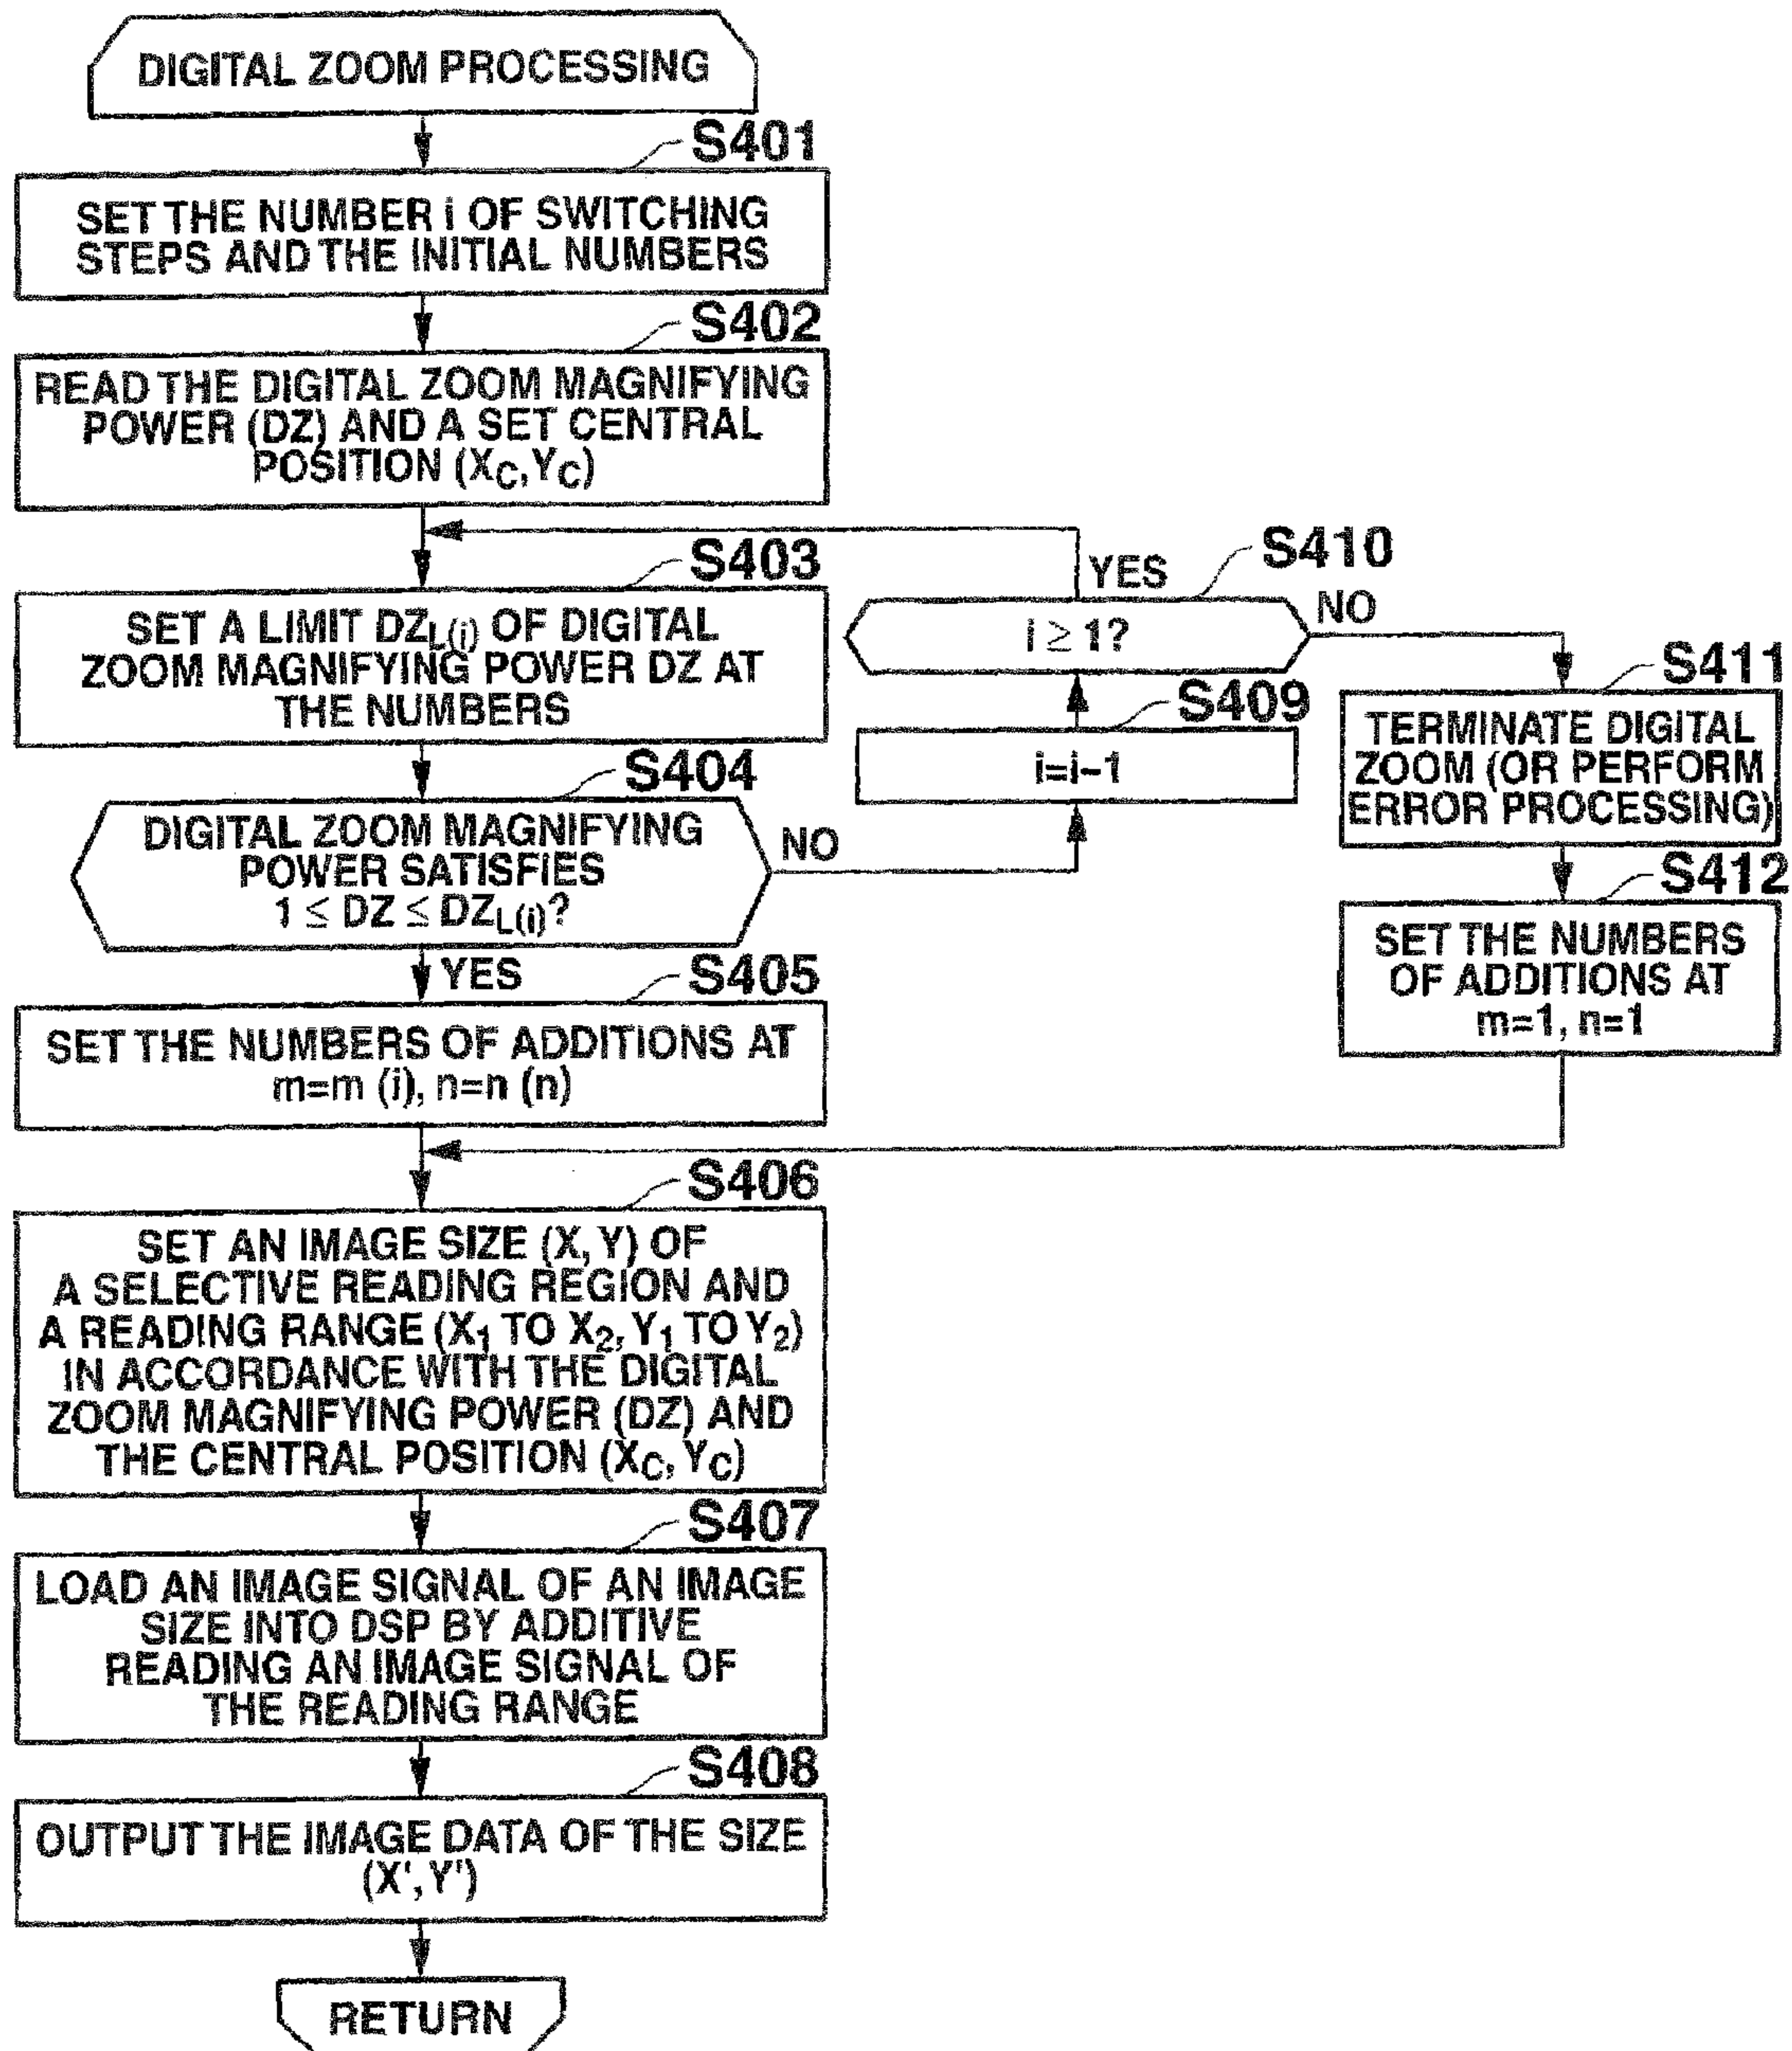 DIGITAL ZOOM PROCESSING
S401
SET THE NUMBER i OF SWITCHING
STEPS AND THE INITIAL NUMBERS
S402
READ THE DIGITAL ZOOM MAGNIFYING
POWER (DZ) AND A SET CENTRAL
POSITION (XC,YC)
S403
SET A LIMIT DZL(i) OF DIGITAL
ZOOM MAGNIFYING POWER DZ AT
THE NUMBERS
S404
DIGITAL ZOOM MAGNIFYING
POWER SATISFIES
1 ≤ DZ ≤ DZL(i)?
NO
YES
S405
SET THE NUMBERS OF ADDITIONS AT
m=m (i), n=n (n)
S406
SET AN IMAGE SIZE (X, Y) OF
A SELECTIVE READING REGION AND
A READING RANGE (X1 TO X2, Y1 TO Y2)
IN ACCORDANCE WITH THE DIGITAL
ZOOM MAGNIFYING POWER (DZ) AND
THE CENTRAL POSITION (XC, YC)
S407
LOAD AN IMAGE SIGNAL OF AN IMAGE
SIZE INTO DSP BY ADDITIVE
READING AN IMAGE SIGNAL OF
THE READING RANGE
S408
OUTPUT THE IMAGE DATA OF THE SIZE
(X', Y')
RETURN
S409
i=i-1
S410
i ≥ 1?
YES
NO
S411
TERMINATE DIGITAL
ZOOM (OR PERFORM
ERROR PROCESSING)
S412
SET THE NUMBERS
OF ADDITIONS AT
m=1, n=1